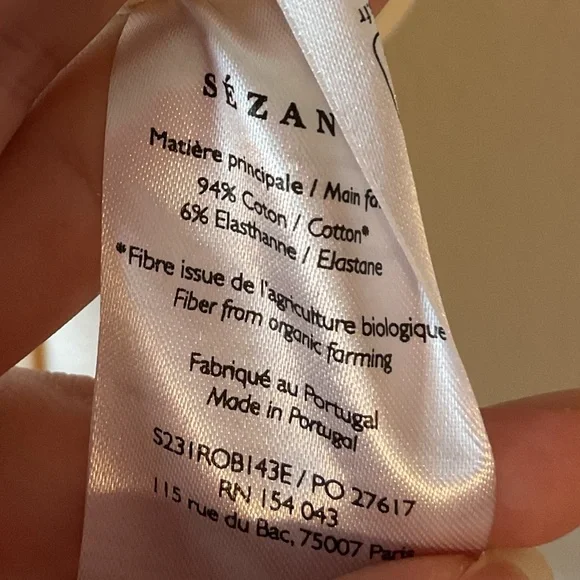 SÉZAN
Matière principale / Main fa
94% Coton / Cotton*
6% Elasthanne / Elastane
*Fibre issue de l'agriculture biologique
Fiber from organic farming
Fabriqué au Portugal
Made in Portugal
S231ROB143E / PO 27617
RN 154 043
115 rue du Bac, 75007 Paris